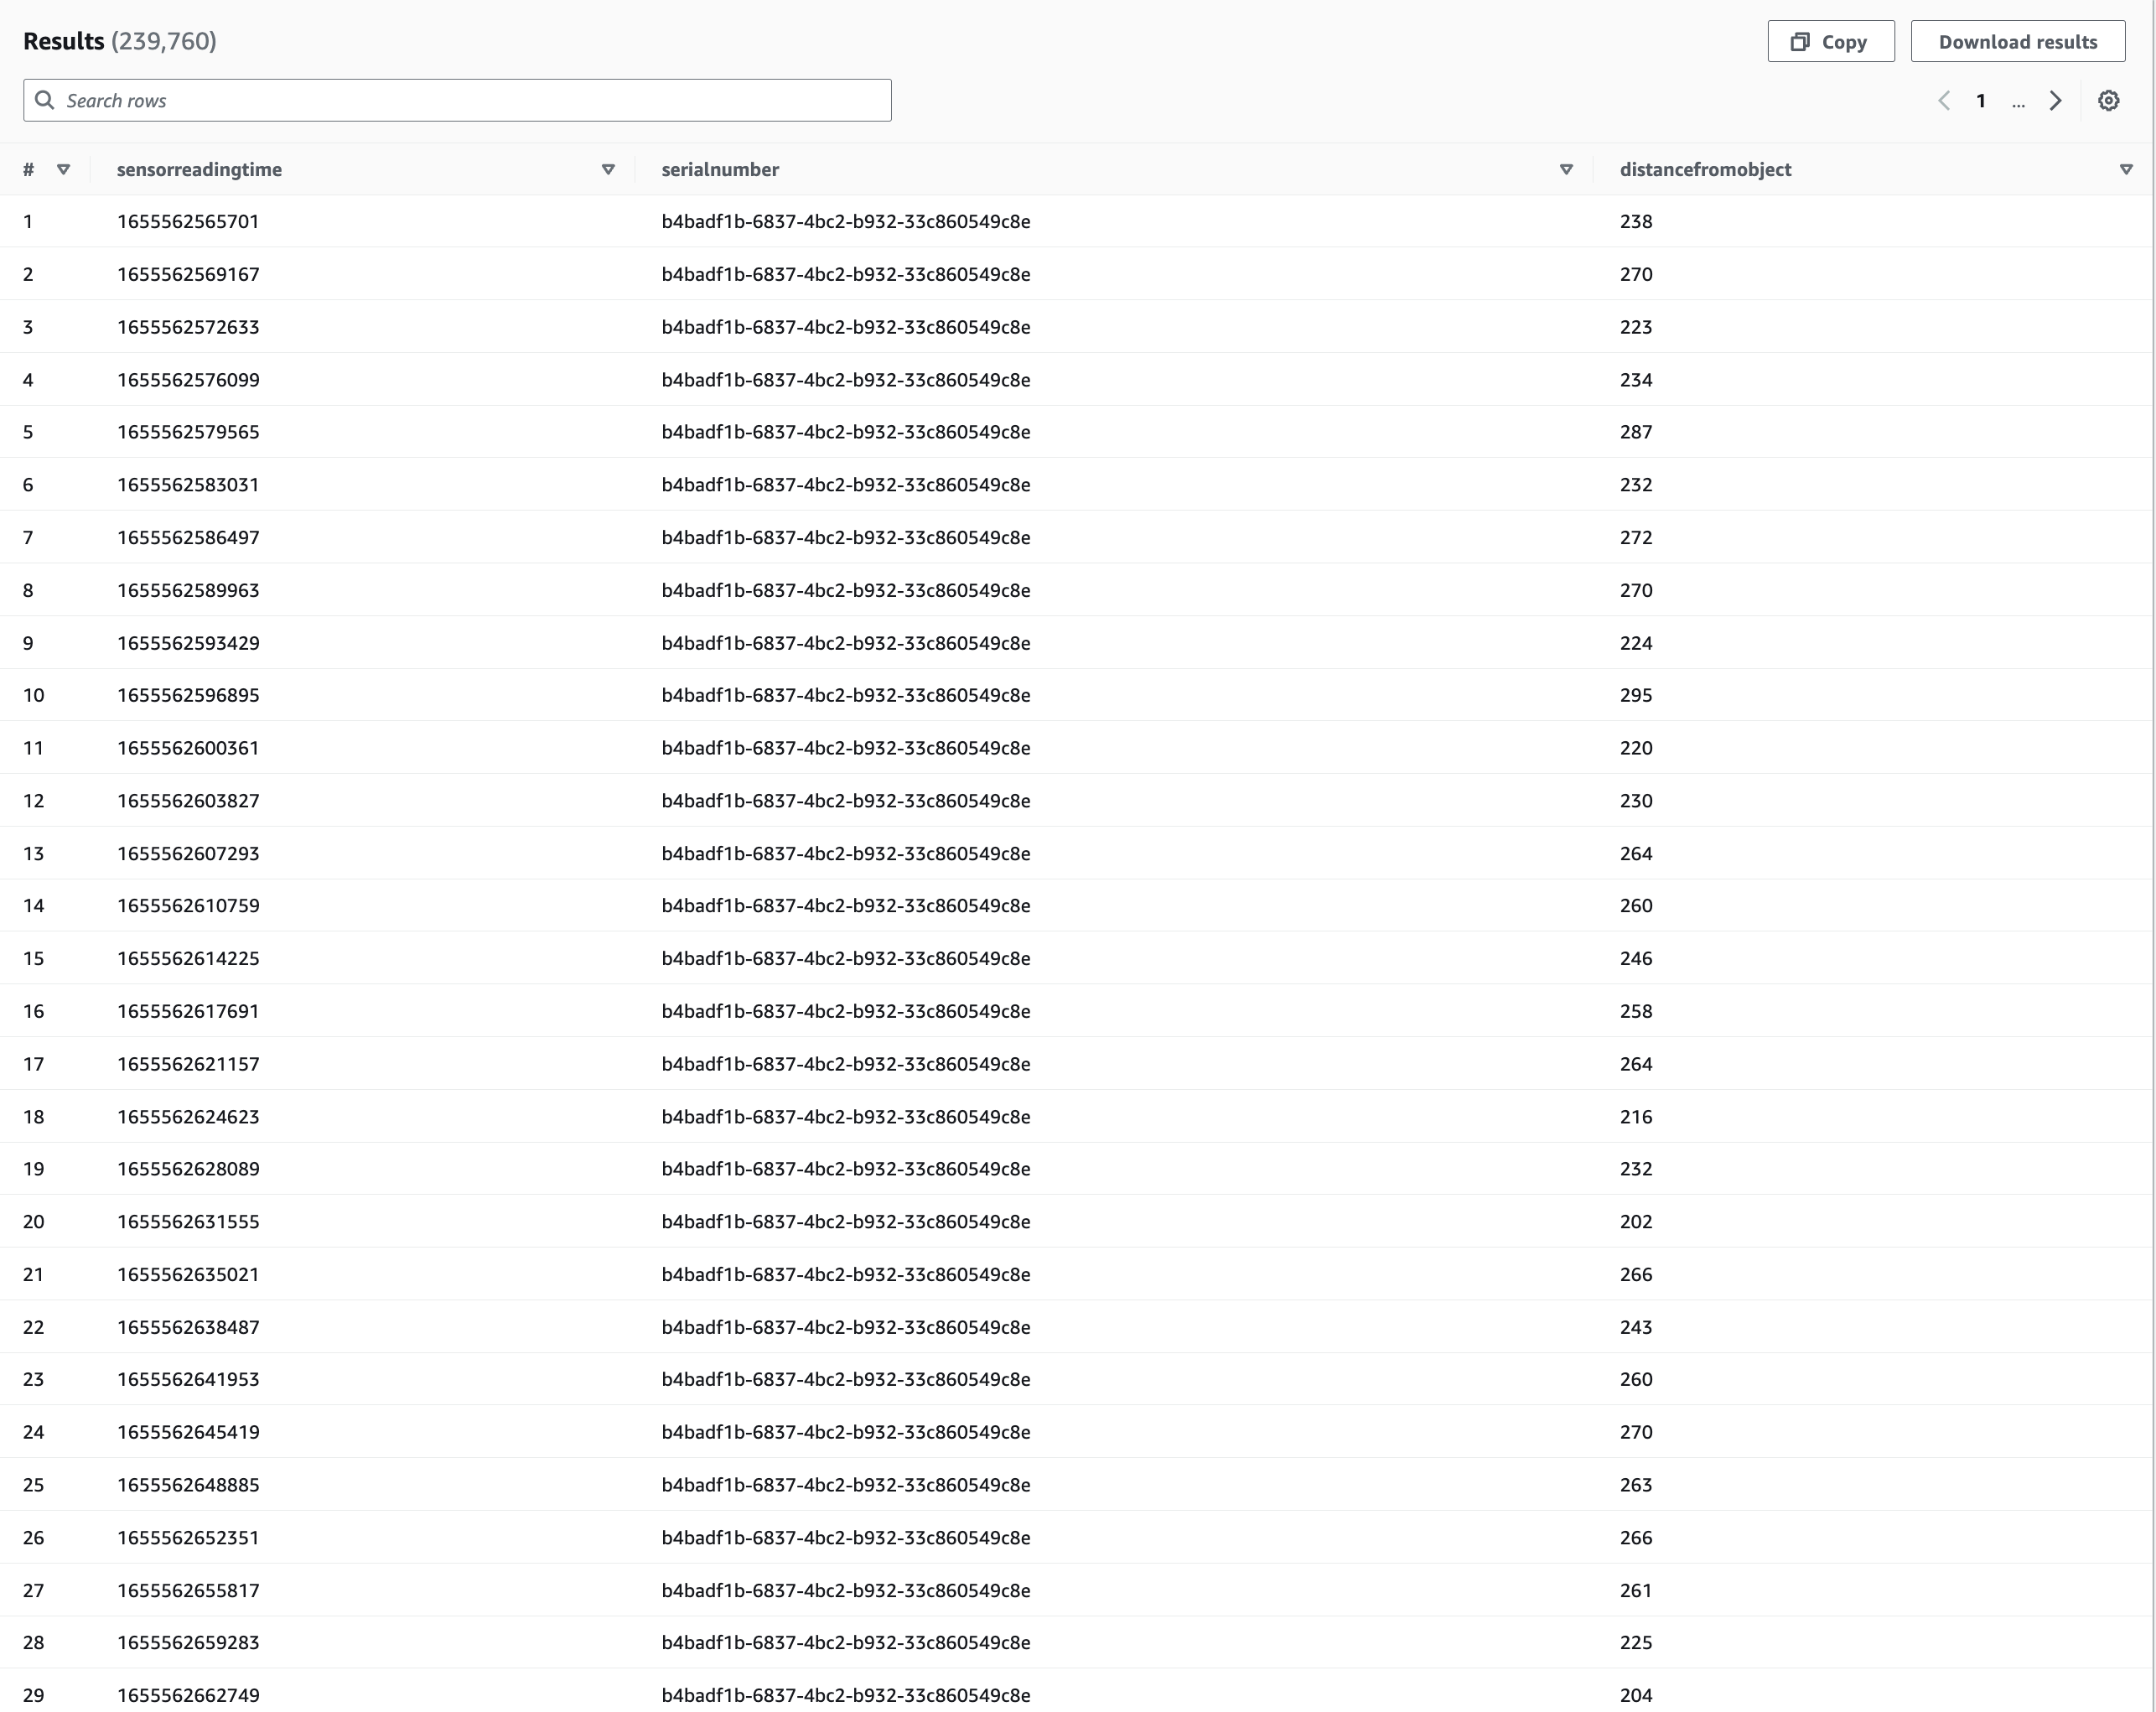 Results (239,760)
Copy
Download results
Search rows
1 ...
# sensorreadingtime serialnumber distancefromobject
1 1655562565701 b4badf1b-6837-4bc2-b932-33c860549c8e 238
2 1655562569167 b4badf1b-6837-4bc2-b932-33c860549c8e 270
3 1655562572633 b4badf1b-6837-4bc2-b932-33c860549c8e 223
4 1655562576099 b4badf1b-6837-4bc2-b932-33c860549c8e 234
5 1655562579565 b4badf1b-6837-4bc2-b932-33c860549c8e 287
6 1655562583031 b4badf1b-6837-4bc2-b932-33c860549c8e 232
7 1655562586497 b4badf1b-6837-4bc2-b932-33c860549c8e 272
8 1655562589963 b4badf1b-6837-4bc2-b932-33c860549c8e 270
9 1655562593429 b4badf1b-6837-4bc2-b932-33c860549c8e 224
10 1655562596895 b4badf1b-6837-4bc2-b932-33c860549c8e 295
11 1655562600361 b4badf1b-6837-4bc2-b932-33c860549c8e 220
12 1655562603827 b4badf1b-6837-4bc2-b932-33c860549c8e 230
13 1655562607293 b4badf1b-6837-4bc2-b932-33c860549c8e 264
14 1655562610759 b4badf1b-6837-4bc2-b932-33c860549c8e 260
15 1655562614225 b4badf1b-6837-4bc2-b932-33c860549c8e 246
16 1655562617691 b4badf1b-6837-4bc2-b932-33c860549c8e 258
17 1655562621157 b4badf1b-6837-4bc2-b932-33c860549c8e 264
18 1655562624623 b4badf1b-6837-4bc2-b932-33c860549c8e 216
19 1655562628089 b4badf1b-6837-4bc2-b932-33c860549c8e 232
20 1655562631555 b4badf1b-6837-4bc2-b932-33c860549c8e 202
21 1655562635021 b4badf1b-6837-4bc2-b932-33c860549c8e 266
22 1655562638487 b4badf1b-6837-4bc2-b932-33c860549c8e 243
23 1655562641953 b4badf1b-6837-4bc2-b932-33c860549c8e 260
24 1655562645419 b4badf1b-6837-4bc2-b932-33c860549c8e 270
25 1655562648885 b4badf1b-6837-4bc2-b932-33c860549c8e 263
26 1655562652351 b4badf1b-6837-4bc2-b932-33c860549c8e 266
27 1655562655817 b4badf1b-6837-4bc2-b932-33c860549c8e 261
28 1655562659283 b4badf1b-6837-4bc2-b932-33c860549c8e 225
29 1655562662749 b4badf1b-6837-4bc2-b932-33c860549c8e 204